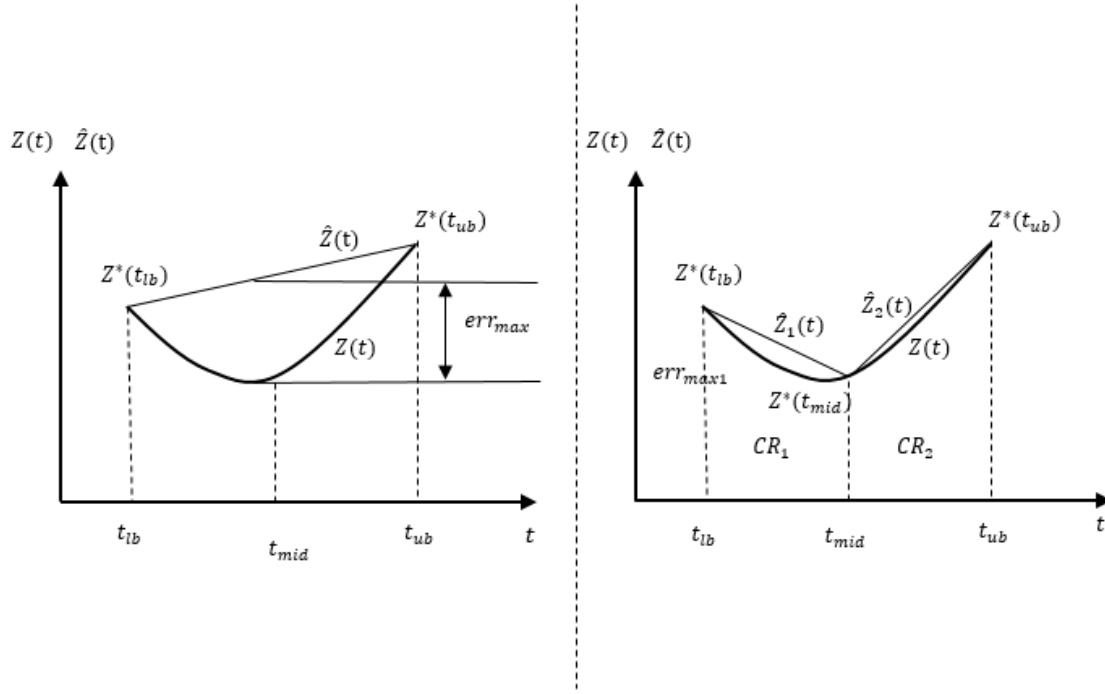 Z(t) Ẑ(t)
Z*(t_ub)
Ẑ(t)
Z*(t_lb)
err_max
Z(t)
t_lb
t_mid
t_ub
t
Z(t) Ẑ(t)
Z*(t_ub)
Z*(t_lb)
Ẑ_1(t)
Ẑ_2(t)
Z(t)
err_max1
Z*(t_mid)
CR_1
CR_2
t_lb
t_mid
t_ub
t